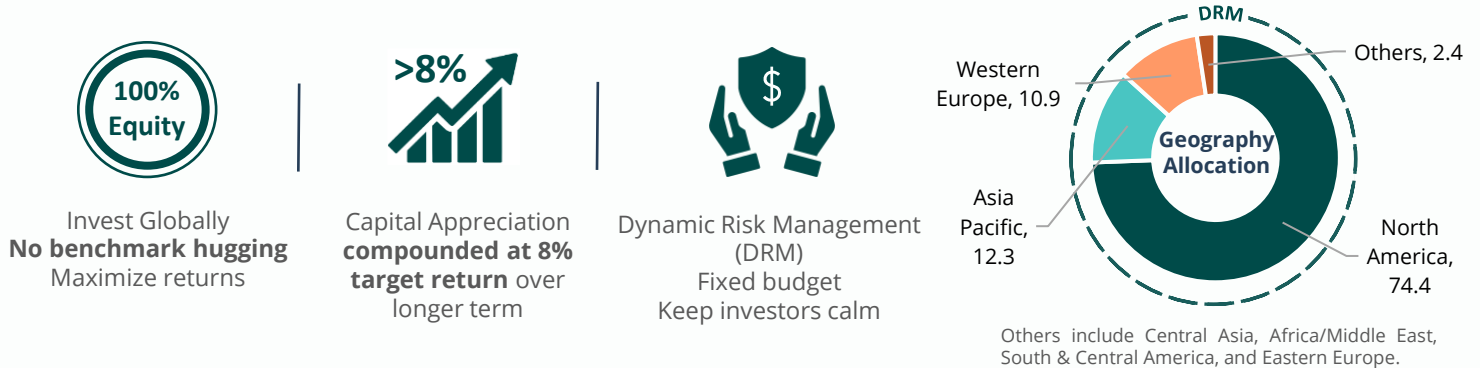 100%
Equity
Invest Globally
No benchmark hugging
Maximize returns
>8%
Capital Appreciation
compounded at 8%
target return over
longer term
$
Dynamic Risk Management
(DRM)
Fixed budget
Keep investors calm
DRM
Others, 2.4
Western
Europe, 10.9
Geography
Allocation
Asia
Pacific,
12.3
North
America,
74.4
Others include Central Asia, Africa/Middle East,
South & Central America, and Eastern Europe.